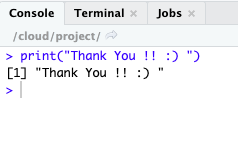 Console Terminal × Jobs ×
/cloud/project/
> print("Thank You !! :) ")
[1] "Thank You !! :) "
>